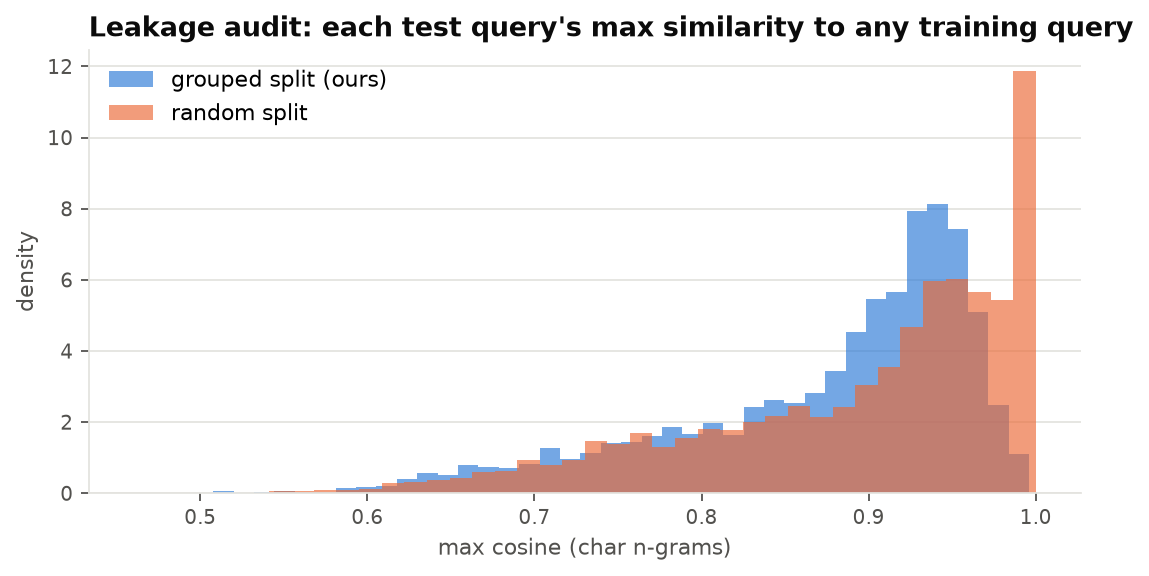 Leakage audit: each test query's max similarity to any training query
grouped split (ours)
random split
density
12
10
8
6
4
2
0
0.5 0.6 0.7 0.8 0.9 1.0
max cosine (char n-grams)